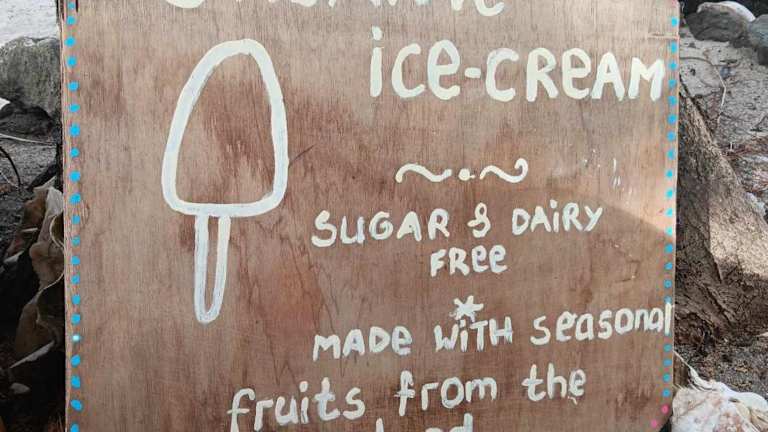 ice-CREAM
SUGAR & DAiRY
FRee
*
MADE WiTH SeasonaL
fruits from the